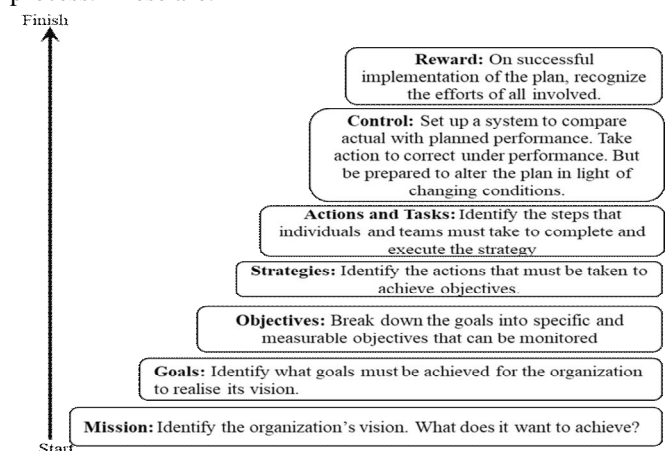 Finish
Reward: On successful
implementation of the plan, recognize
the efforts of all involved.
Control: Set up a system to compare
actual with planned performance. Take
action to correct under performance. But
be prepared to alter the plan in light of
changing conditions.
Actions and Tasks: Identify the steps that
individuals and teams must take to complete and
execute the strategy
Strategies: Identify the actions that must be taken to
achieve objectives.
Objectives: Break down the goals into specific and
measurable objectives that can be monitored
Goals: Identify what goals must be achieved for the organization
to realise its vision.
Mission: Identify the organization's vision. What does it want to achieve?
Start